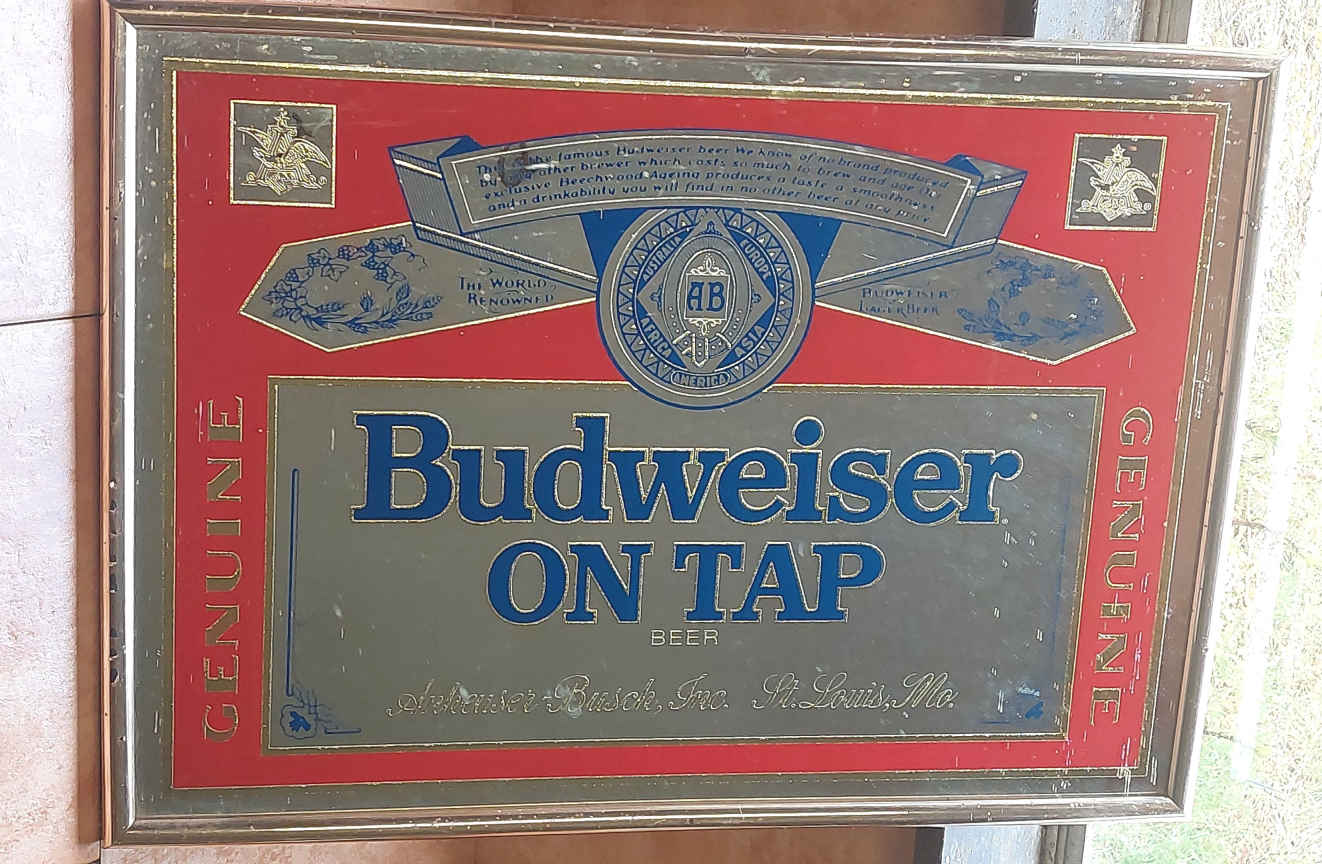 famous Budweiser beer. We know of no brand produced
by any other brewer which costs so much to brew and age. Our
exclusive Beechwood Ageing produces a taste, a smoothness
and a drinkability you will find in no other beer at any price.
THE WORLD
RENOWNED
BUDWEISER
LAGER BEER
AUSTRALIA
EUROPE
AFRICA
ASIA
AMERICA
AB
GENUINE
GENUINE
Budweiser
ON TAP
BEER
Anheuser-Busch, Inc. St. Louis, Mo.